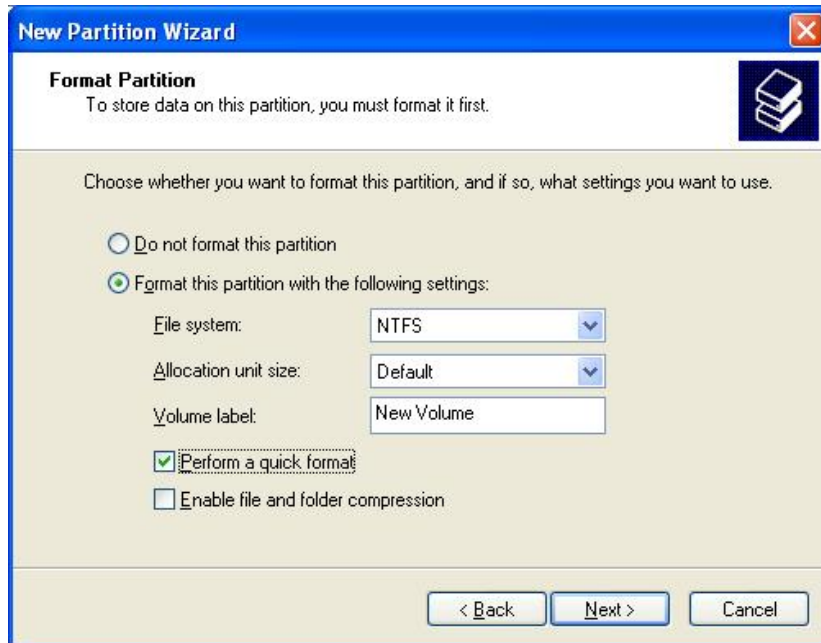 New Partition Wizard
Format Partition
To store data on this partition, you must format it first.
Choose whether you want to format this partition, and if so, what settings you want to use.
Do not format this partition
Format this partition with the following settings:
File system: NTFS
Allocation unit size: Default
Volume label: New Volume
Perform a quick format
Enable file and folder compression
< Back Next > Cancel